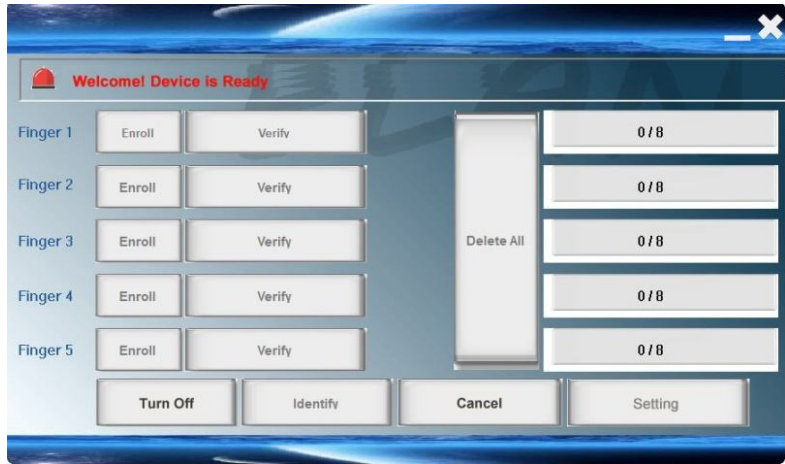 Welcome! Device is Ready
ELAN
Finger 1 Enroll Verify 0 / 8
Finger 2 Enroll Verify 0 / 8
Finger 3 Enroll Verify Delete All 0 / 8
Finger 4 Enroll Verify 0 / 8
Finger 5 Enroll Verify 0 / 8
Turn Off Identify Cancel Setting